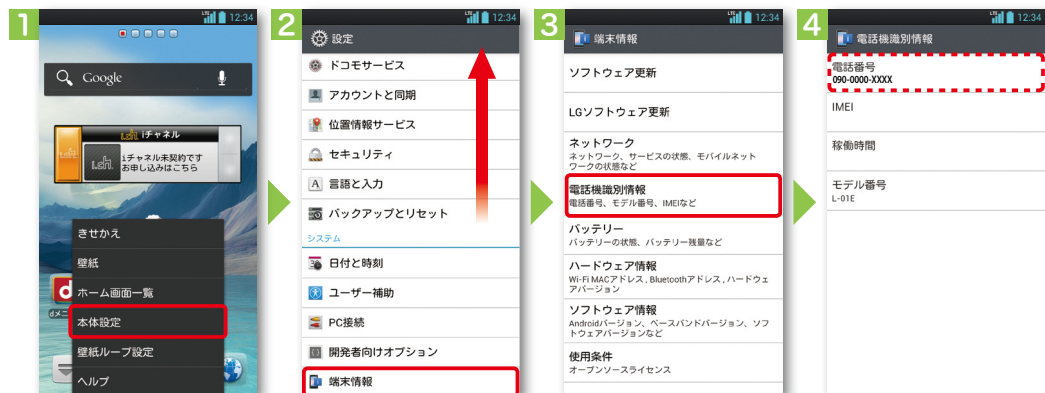 1
12:34
Google
i.ch. iチャネル
i.ch.
iチャネル未契約です
お申し込みはこちら
きせかえ
壁紙
ホーム画面一覧
本体設定
壁紙ループ設定
ヘルプ
d
dメニ
2
LTE 12:34
設定
ドコモサービス
アカウントと同期
位置情報サービス
セキュリティ
A 言語と入力
バックアップとリセット
システム
日付と時刻
ユーザー補助
PC接続
開発者向けオプション
端末情報
3
LTE 12:34
端末情報
ソフトウェア更新
LGソフトウェア更新
ネットワーク
ネットワーク、サービスの状態、モバイルネット
ワークの状態など
電話機識別情報
電話番号、モデル番号、IMEIなど
バッテリー
バッテリーの状態、バッテリー残量など
ハードウェア情報
Wi-Fi MACアドレス , Bluetoothアドレス , ハードウェ
アバージョン
ソフトウェア情報
Androidバージョン、ベースバンドバージョン、ソフ
トウェアバージョンなど
使用条件
オープンソースライセンス
4
LTE 12:34
電話機識別情報
電話番号
090-0000-XXXX
IMEI
稼働時間
モデル番号
L-01E